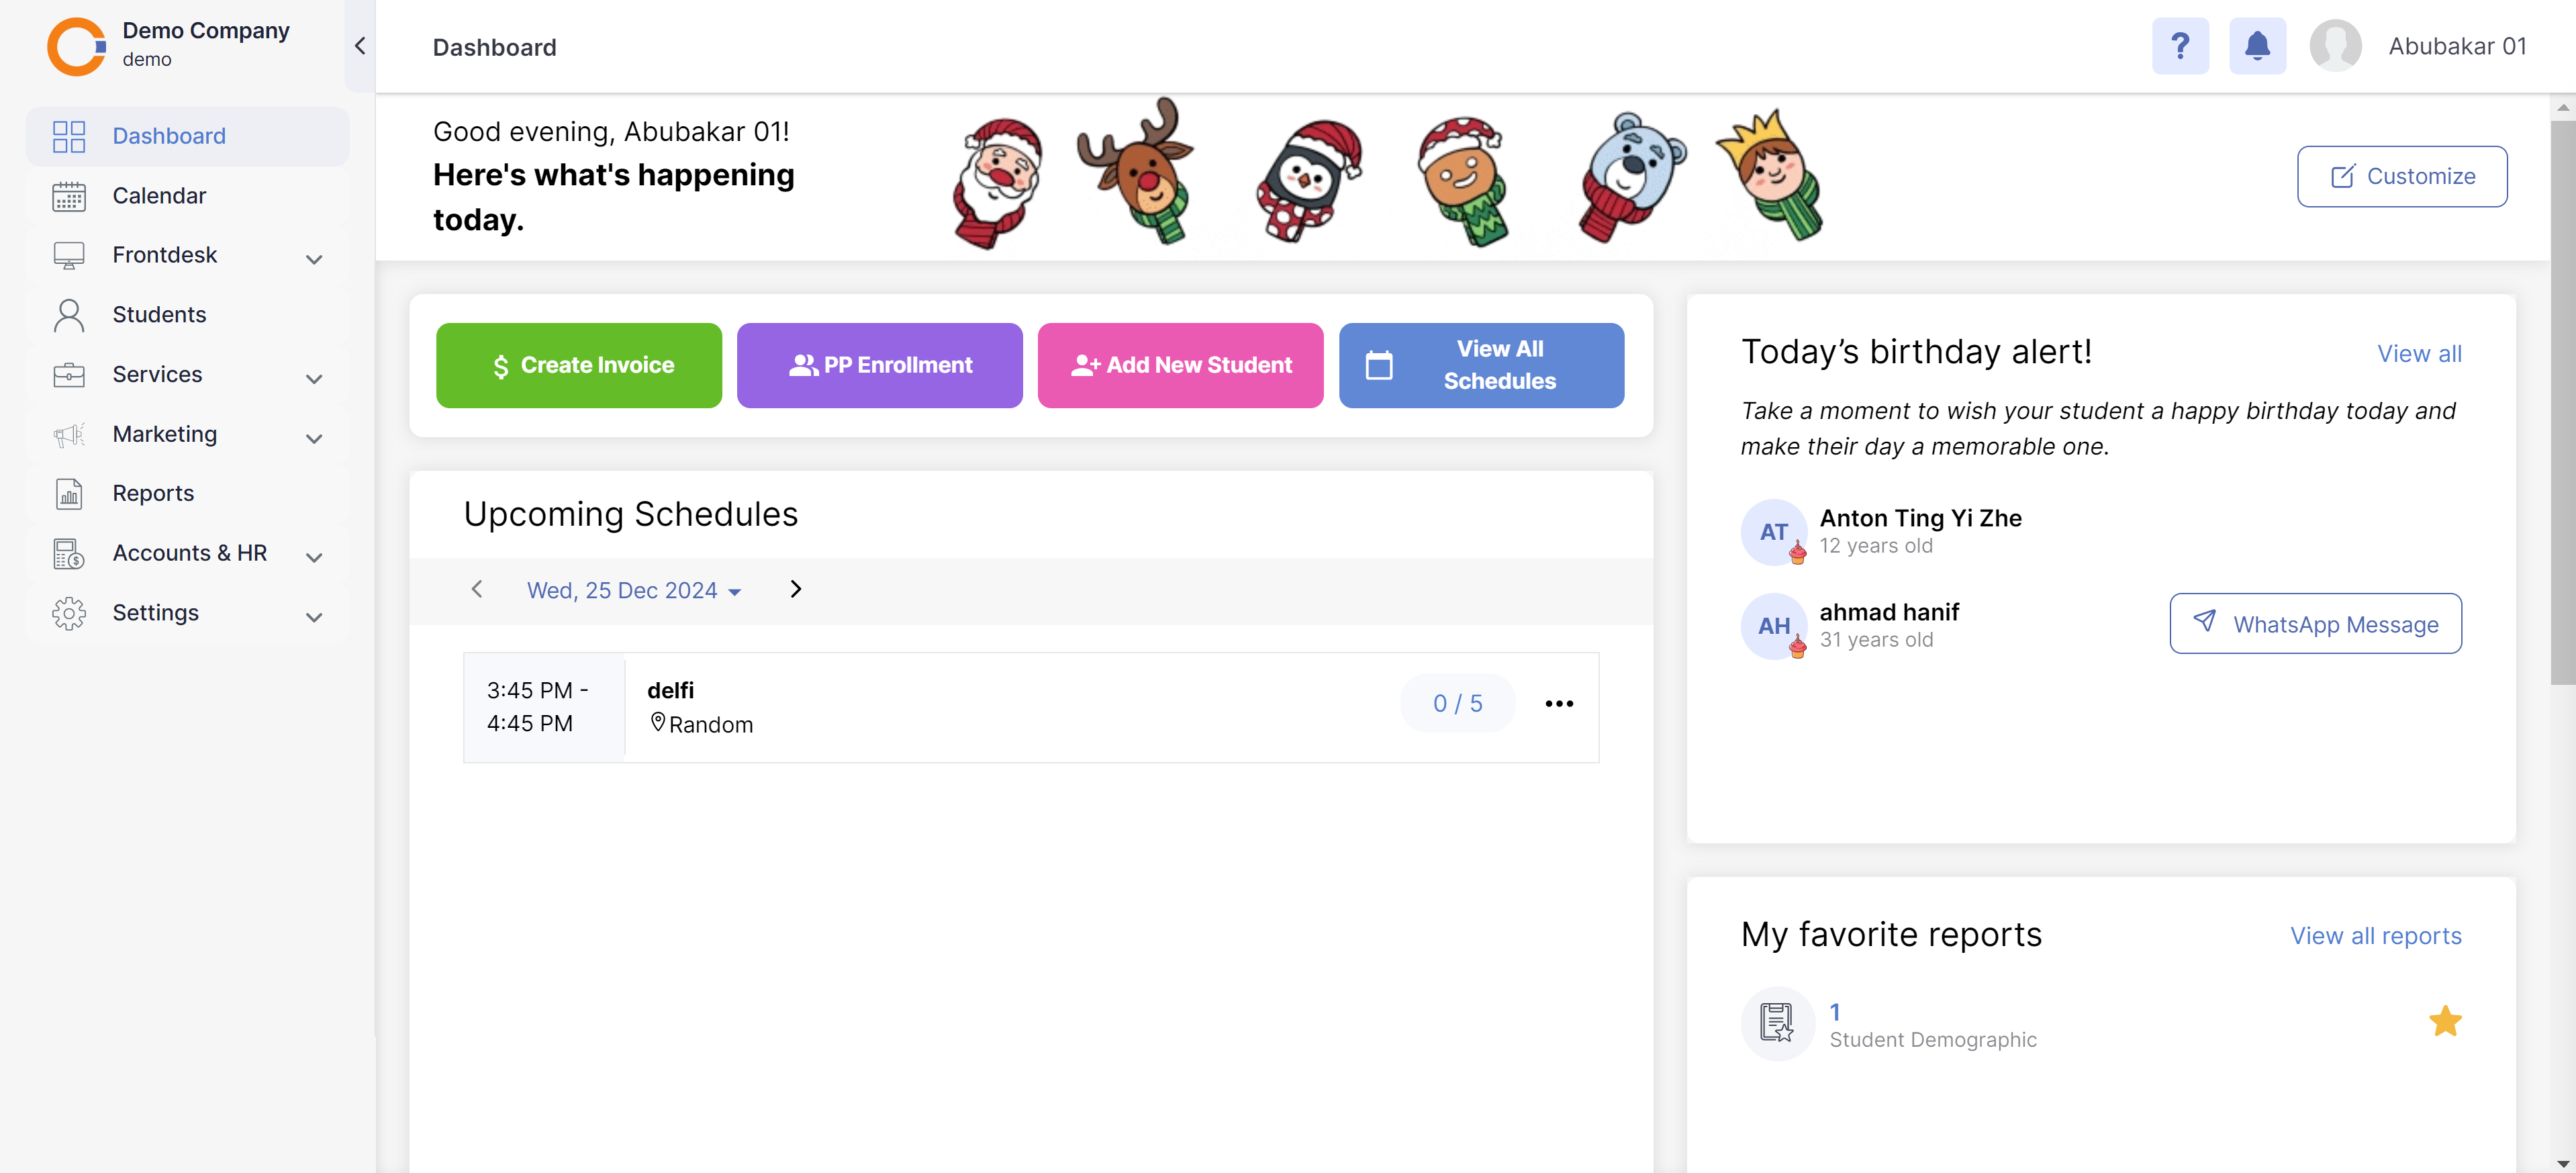 Demo Company
demo
Dashboard
Calendar
Frontdesk
Students
Services
Marketing
Reports
Accounts & HR
Settings
Dashboard
?
Abubakar 01
Good evening, Abubakar 01!
Here's what's happening
today.
Customize
$ Create Invoice
PP Enrollment
Add New Student
View All
Schedules
Upcoming Schedules
Wed, 25 Dec 2024
3:45 PM -
4:45 PM
delfi
Random
0 / 5
Today’s birthday alert!
View all
Take a moment to wish your student a happy birthday today and
make their day a memorable one.
AT
Anton Ting Yi Zhe
12 years old
AH
ahmad hanif
31 years old
WhatsApp Message
My favorite reports
View all reports
1
Student Demographic